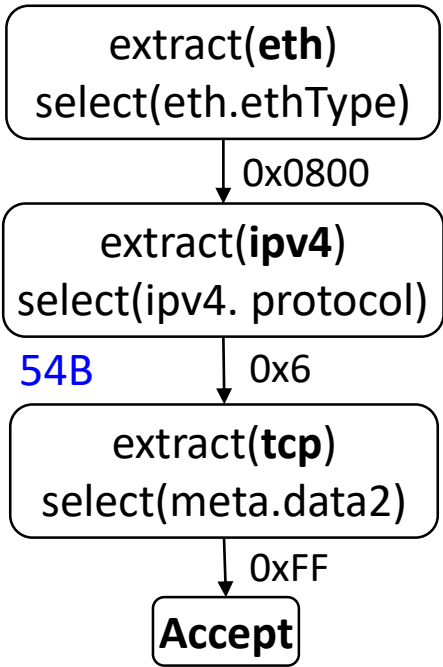 extract(eth)
select(eth.ethType)
0x0800
extract(ipv4)
select(ipv4. protocol)
54B
0x6
extract(tcp)
select(meta.data2)
0xFF
Accept